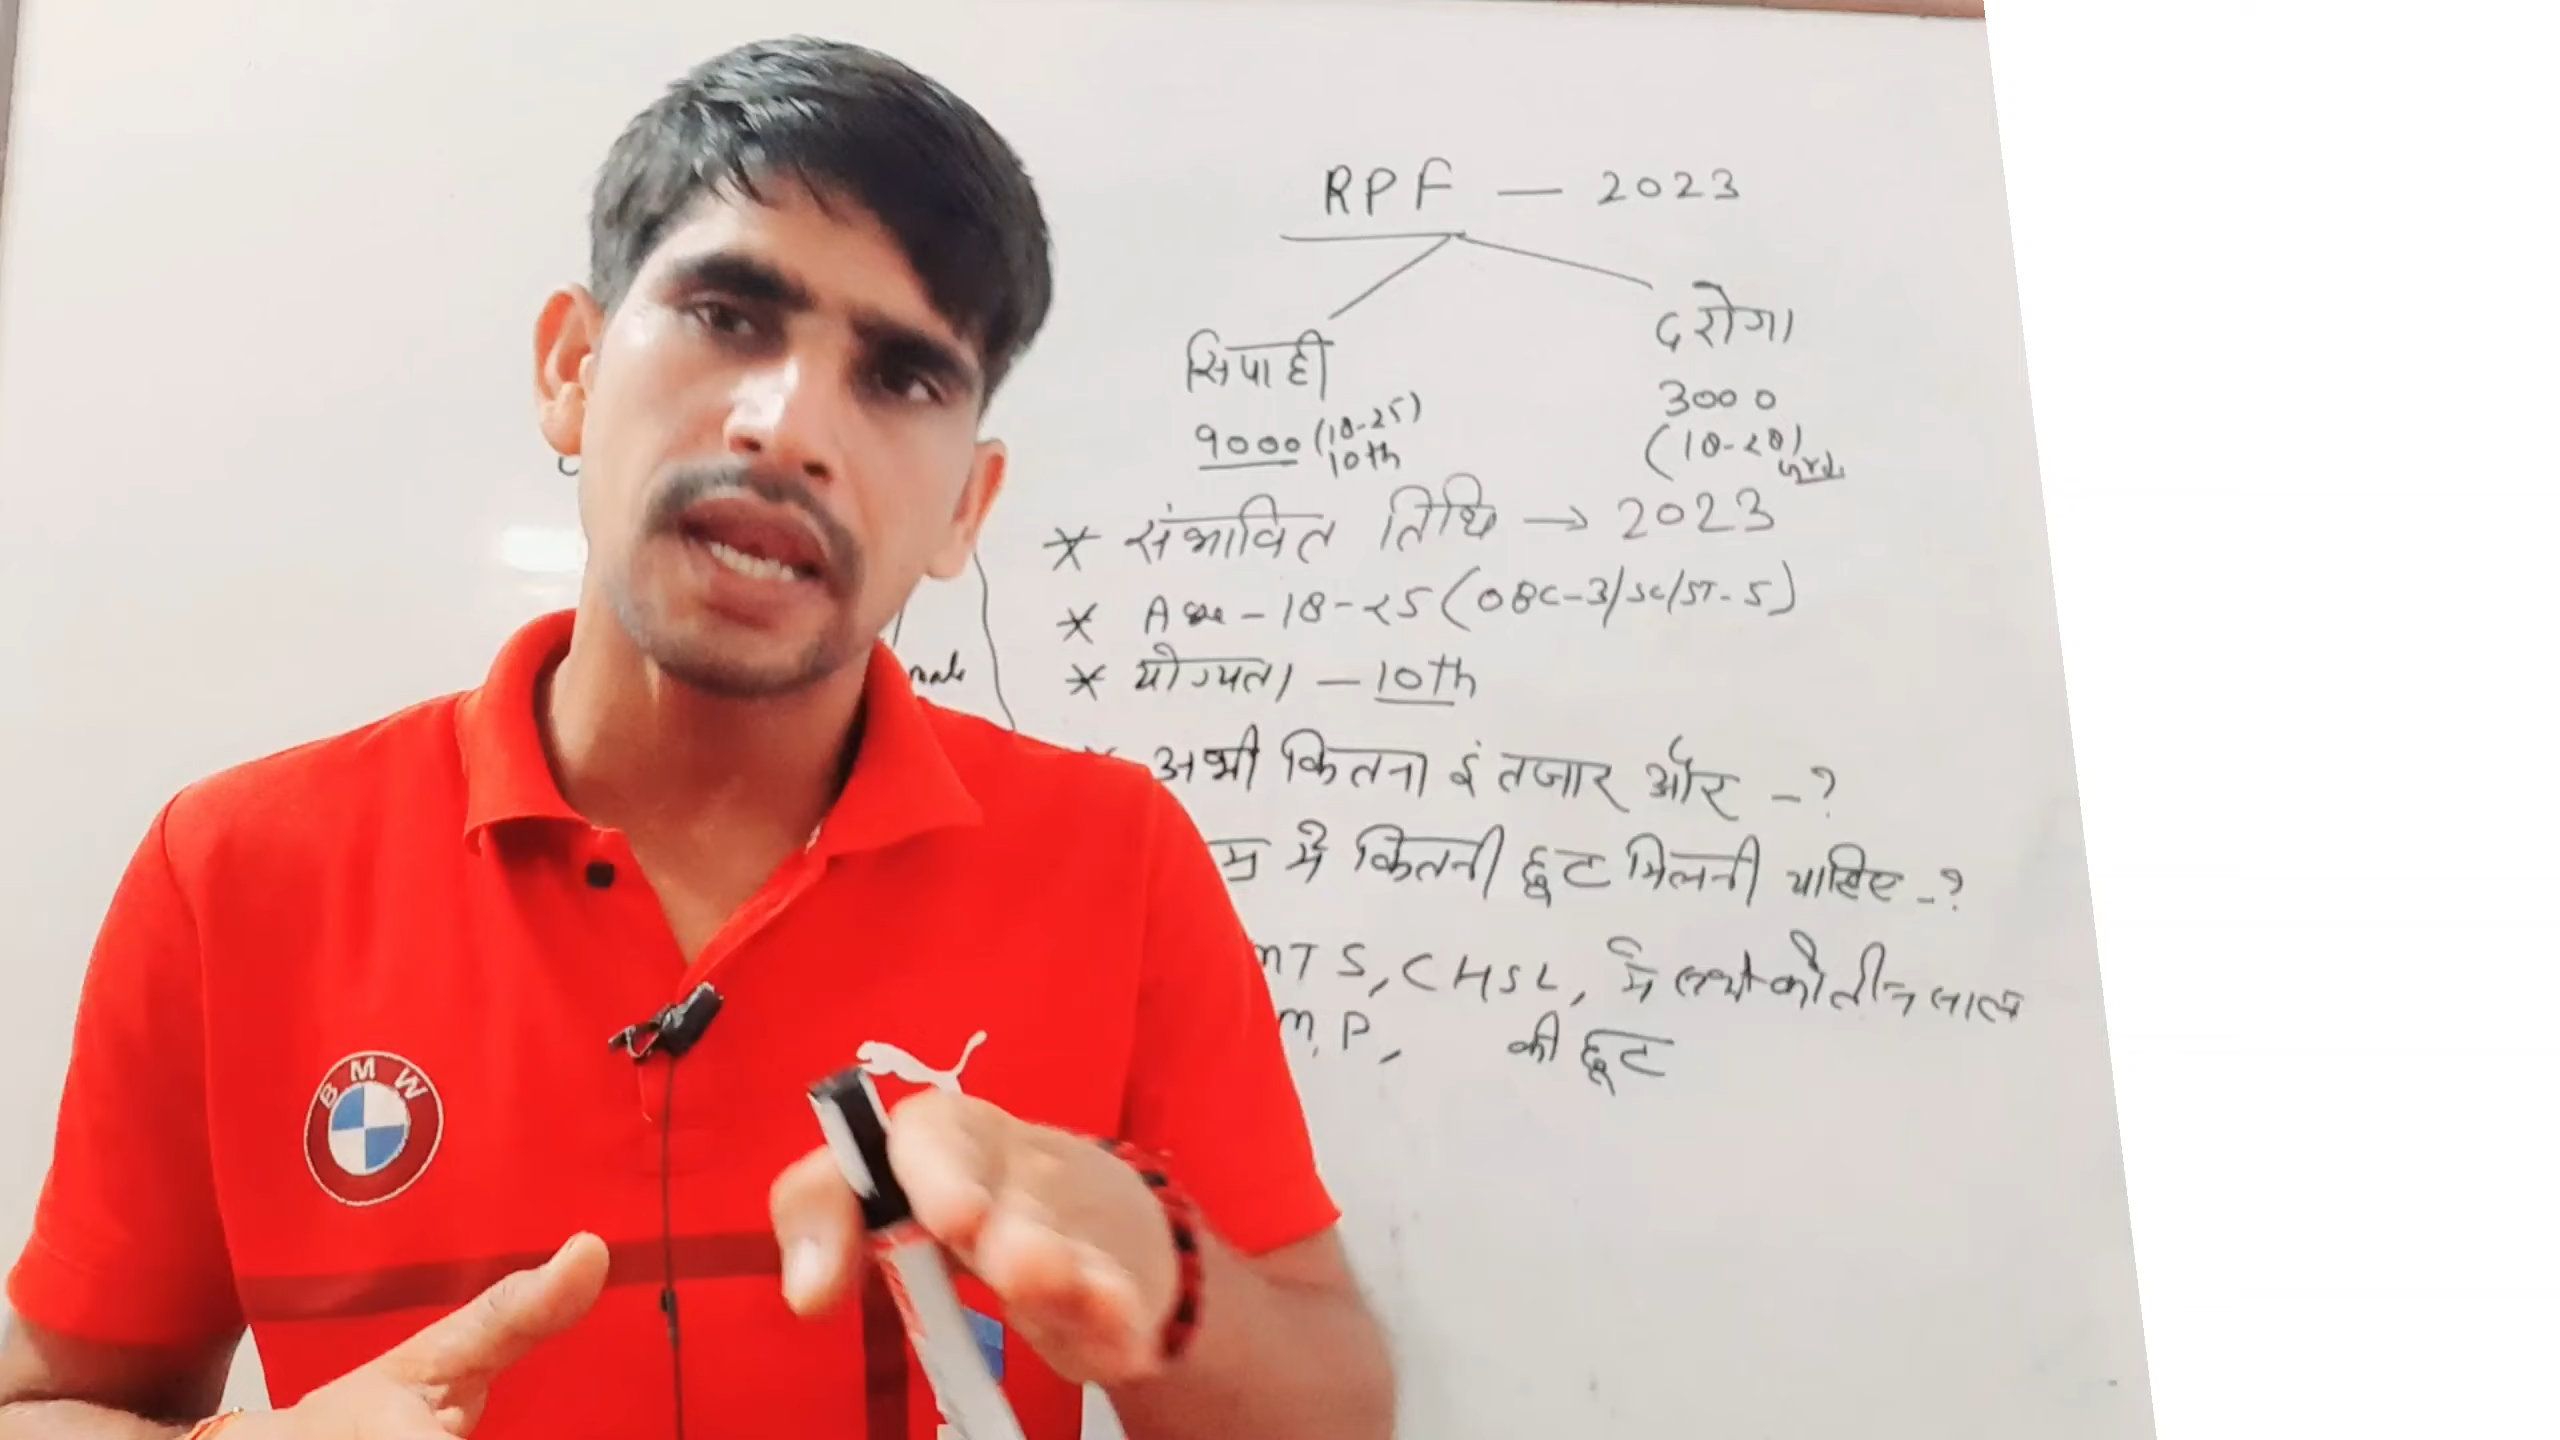 RPF — 2023
सिपाही
दरोगा
9000 (18-25)
10th
3000
(18-28)
* संभावित तिथि → 2023
* Age - 18-25 (OBC-3/SC/ST-5)
* योग्यता - 10th
अभी कितना इंतजार और - ?
में कितनी छूट मिलनी चाहिए - ?
MTS, CHSL, में तीन साल
M.P, की छूट
male
BMW